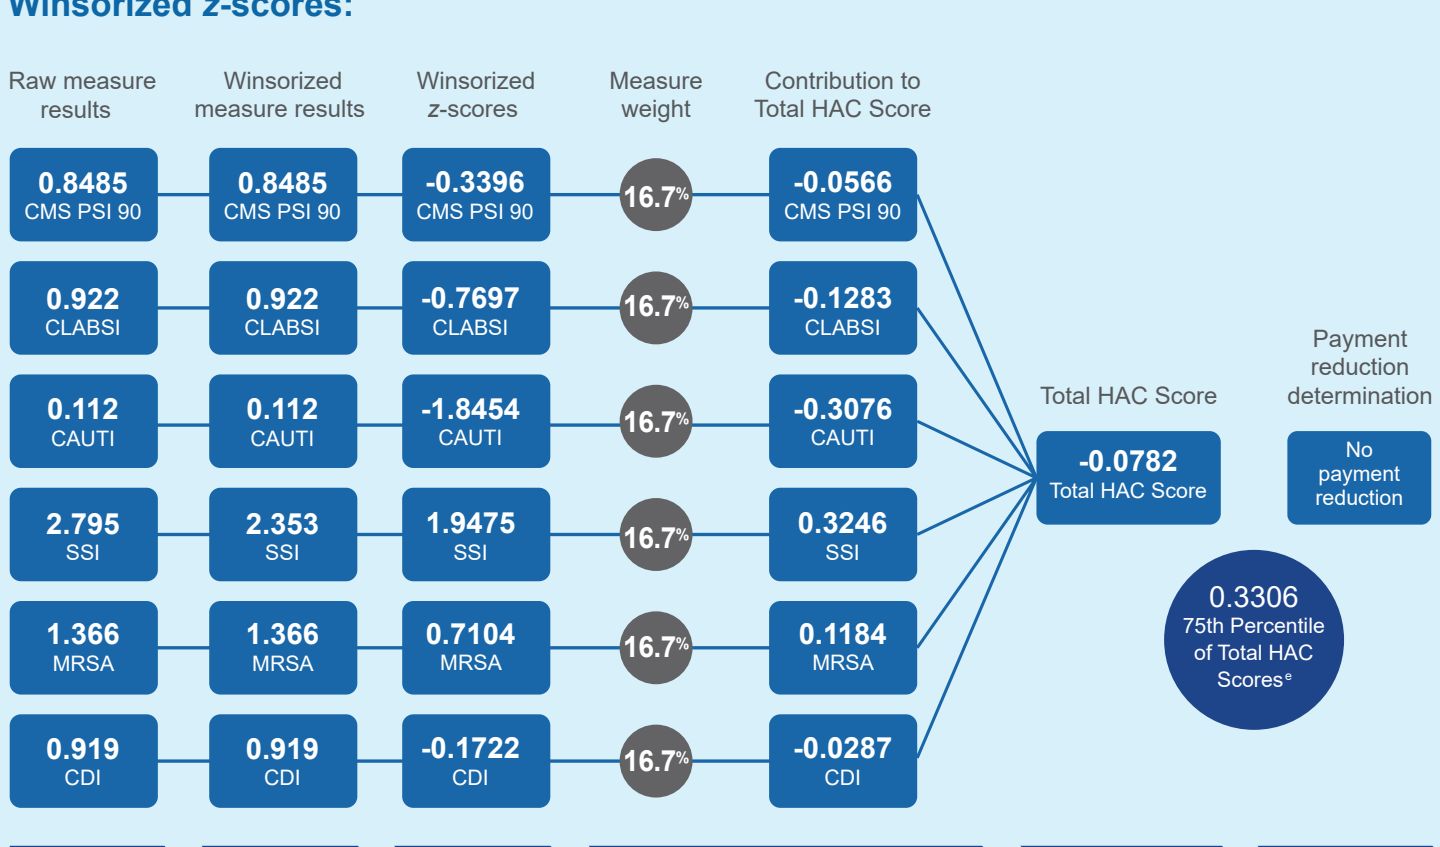 Winsorized z-scores:
Raw measure
results
Winsorized
measure results
Winsorized
z-scores
Measure
weight
Contribution to
Total HAC Score
0.8485
CMS PSI 90
0.8485
CMS PSI 90
-0.3396
CMS PSI 90
16.7%
-0.0566
CMS PSI 90
0.922
CLABSI
0.922
CLABSI
-0.7697
CLABSI
16.7%
-0.1283
CLABSI
0.112
CAUTI
0.112
CAUTI
-1.8454
CAUTI
16.7%
-0.3076
CAUTI
2.795
SSI
2.353
SSI
1.9475
SSI
16.7%
0.3246
SSI
1.366
MRSA
1.366
MRSA
0.7104
MRSA
16.7%
0.1184
MRSA
0.919
CDI
0.919
CDI
-0.1722
CDI
16.7%
-0.0287
CDI
Total HAC Score
-0.0782
Total HAC Score
Payment
reduction
determination
No
payment
reduction
0.3306
75th Percentile
of Total HAC
Scores e